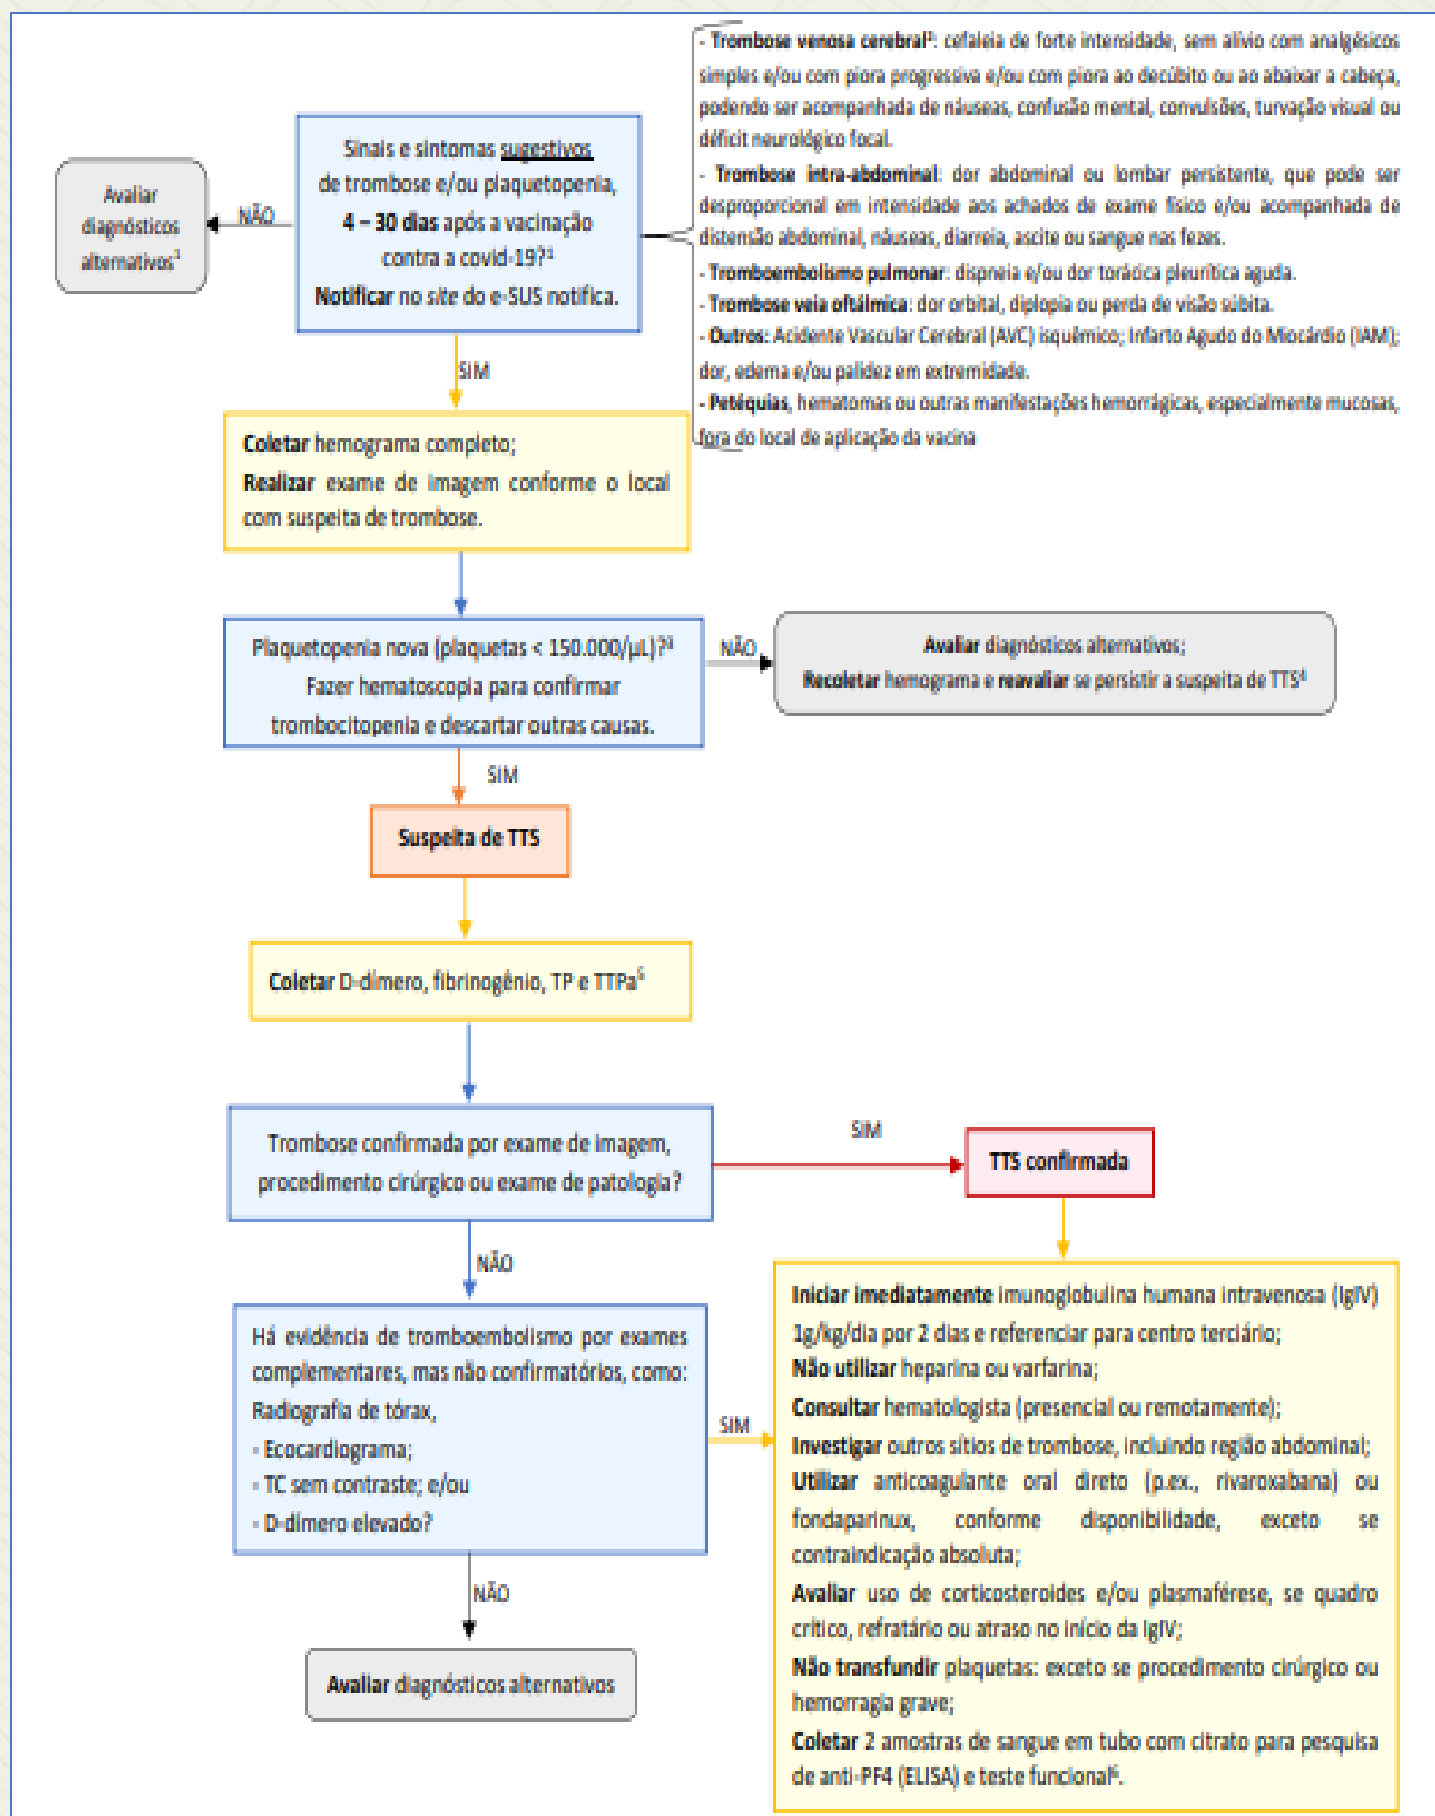 - Trombose venosa cerebral²: cefaleia de forte intensidade, sem alívio com analgésicos
simples e/ou com piora progressiva e/ou com piora ao decúbito ou ao abaixar a cabeça,
podendo ser acompanhada de náuseas, confusão mental, convulsões, turvação visual ou
déficit neurológico focal.
- Trombose intra-abdominal: dor abdominal ou lombar persistente, que pode ser
desproporcional em intensidade aos achados de exame físico e/ou acompanhada de
distensão abdominal, náuseas, diarreia, ascite ou sangue nas fezes.
- Tromboembolismo pulmonar: dispneia e/ou dor torácica pleurítica aguda.
- Trombose veia oftálmica: dor orbital, diplopia ou perda de visão súbita.
- Outros: Acidente Vascular Cerebral (AVC) isquêmico; Infarto Agudo do Miocárdio (IAM);
dor, edema e/ou palidez em extremidade.
- Petéquias, hematomas ou outras manifestações hemorrágicas, especialmente mucosas,
fora do local de aplicação da vacina
Sinais e sintomas sugestivos
de trombose e/ou plaquetopenia,
4 – 30 dias após a vacinação
contra a covid-19?¹
Notificar no site do e-SUS notifica.
NÃO
Avaliar
diagnósticos
alternativos²
SIM
Coletar hemograma completo;
Realizar exame de imagem conforme o local
com suspeita de trombose.
Plaquetopenia nova (plaquetas < 150.000/µL)?³
Fazer hematoscopia para confirmar
trombocitopenia e descartar outras causas.
NÃO
Avaliar diagnósticos alternativos;
Recoletar hemograma e reavaliar se persistir a suspeita de TTS⁴
SIM
Suspeita de TTS
Coletar D-dímero, fibrinogênio, TP e TTPa⁵
Trombose confirmada por exame de imagem,
procedimento cirúrgico ou exame de patologia?
SIM
TTS confirmada
NÃO
Há evidência de tromboembolismo por exames
complementares, mas não confirmatórios, como:
Radiografia de tórax,
- Ecocardiograma;
- TC sem contraste; e/ou
- D-dímero elevado?
SIM
Iniciar imediatamente imunoglobulina humana intravenosa (IgIV)
1g/kg/dia por 2 dias e referenciar para centro terciário;
Não utilizar heparina ou varfarina;
Consultar hematologista (presencial ou remotamente);
Investigar outros sítios de trombose, incluindo região abdominal;
Utilizar anticoagulante oral direto (p.ex., rivaroxabana) ou
fondaparinux, conforme disponibilidade, exceto se
contraindicação absoluta;
Avaliar uso de corticosteroides e/ou plasmaférese, se quadro
crítico, refratário ou atraso no início da IgIV;
Não transfundir plaquetas: exceto se procedimento cirúrgico ou
hemorragia grave;
Coletar 2 amostras de sangue em tubo com citrato para pesquisa
de anti-PF4 (ELISA) e teste funcional⁶.
NÃO
Avaliar diagnósticos alternativos